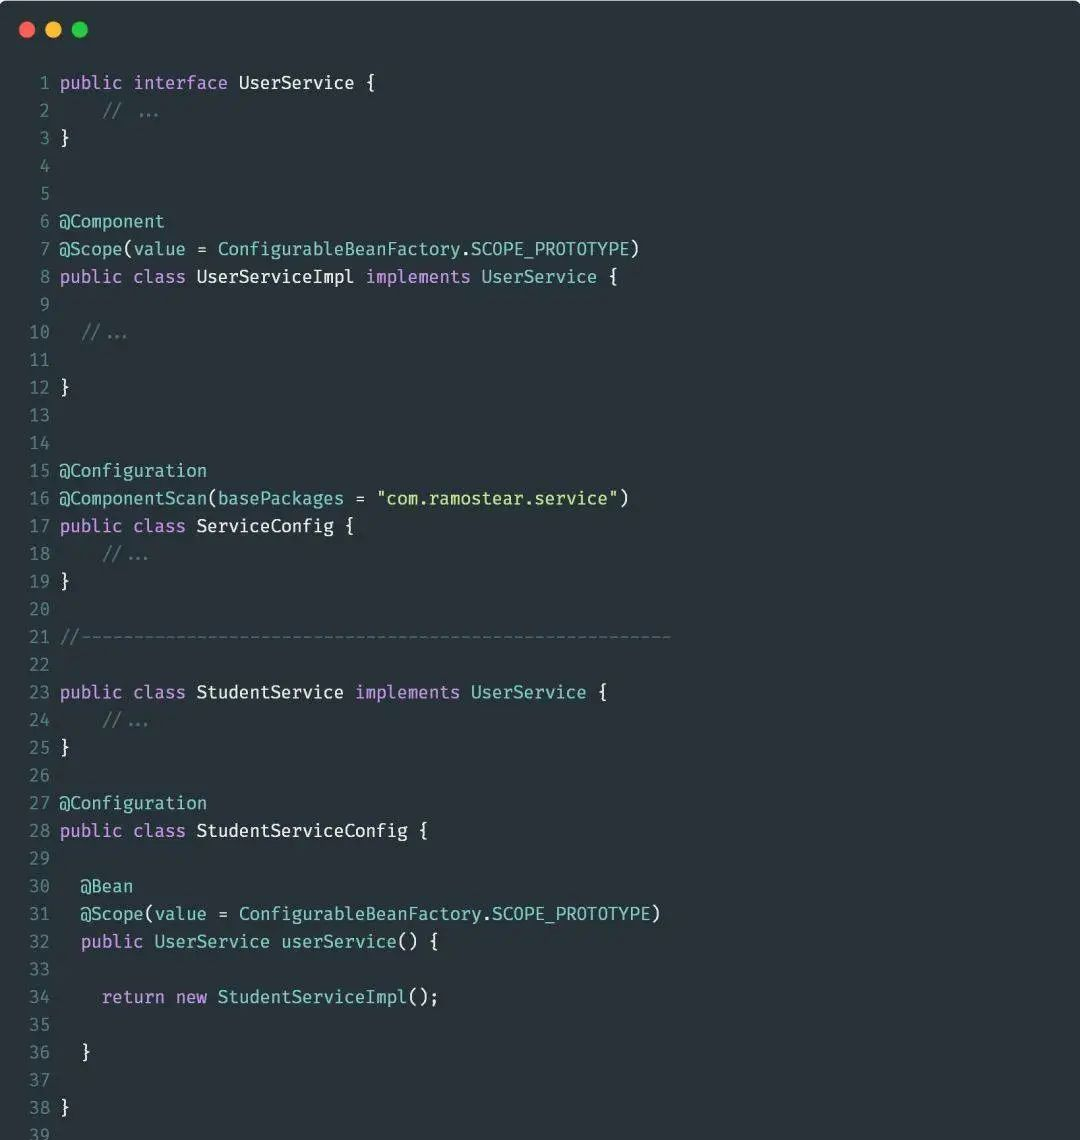 1 public interface UserService {
2 // ...
3 }
4
5
6 @Component
7 @Scope(value = ConfigurableBeanFactory.SCOPE_PROTOTYPE)
8 public class UserServiceImpl implements UserService {
9
10 //...
11
12 }
13
14
15 @Configuration
16 @ComponentScan(basePackages = "com.ramostear.service")
17 public class ServiceConfig {
18 //...
19 }
20
21 //--------------------------------------------------------
22
23 public class StudentService implements UserService {
24 //...
25 }
26
27 @Configuration
28 public class StudentServiceConfig {
29
30 @Bean
31 @Scope(value = ConfigurableBeanFactory.SCOPE_PROTOTYPE)
32 public UserService userService() {
33
34 return new StudentServiceImpl();
35
36 }
37
38 }
39